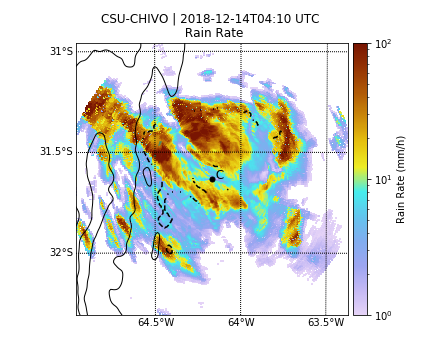 CSU-CHIVO | 2018-12-14T04:10 UTC
Rain Rate
31°S
31.5°S
32°S
64.5°W
64°W
63.5°W
C
10²
10¹
10⁰
Rain Rate (mm/h)